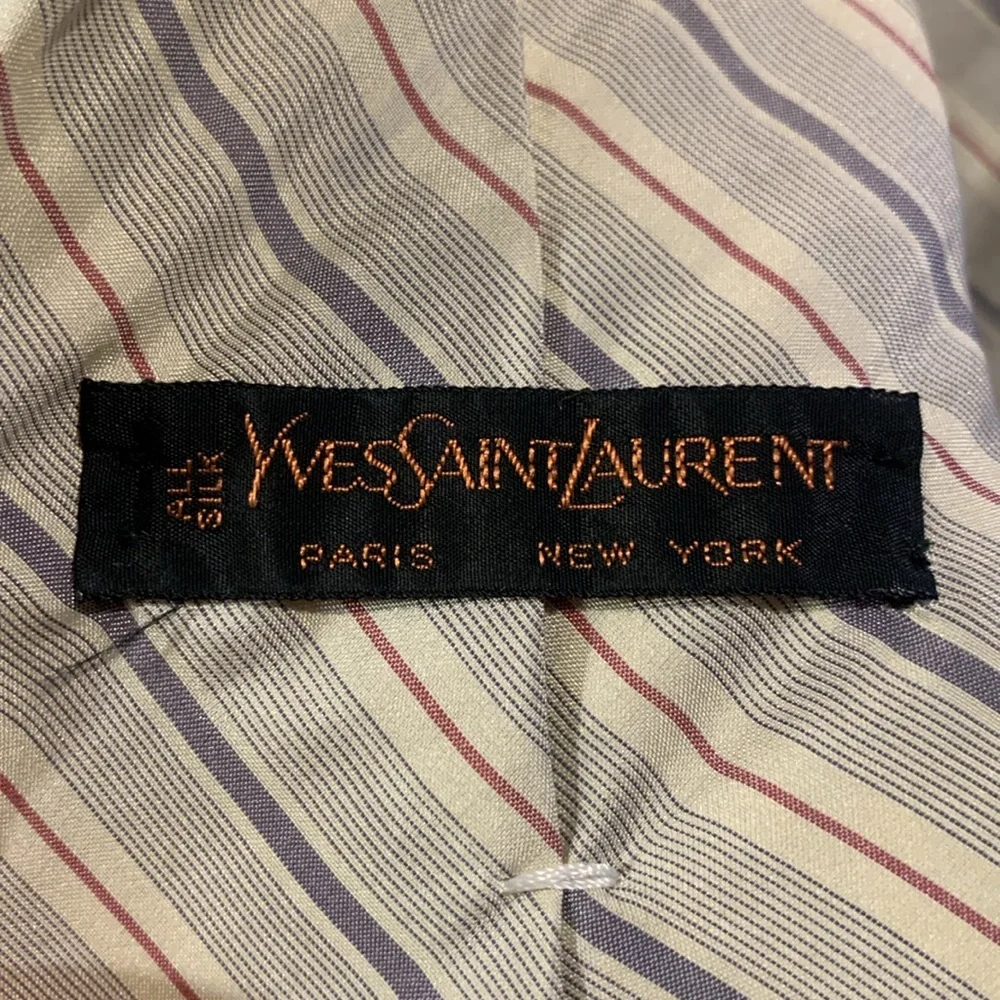 ALL
SILK
YVES SAINT LAURENT
PARIS NEW YORK